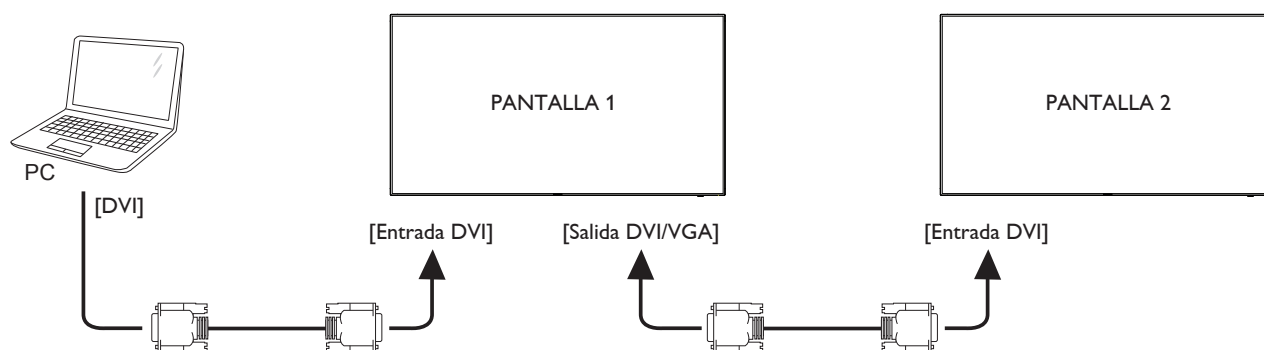 PANTALLA 1
PANTALLA 2
PC
[DVI]
[Entrada DVI]
[Salida DVI/VGA]
[Entrada DVI]